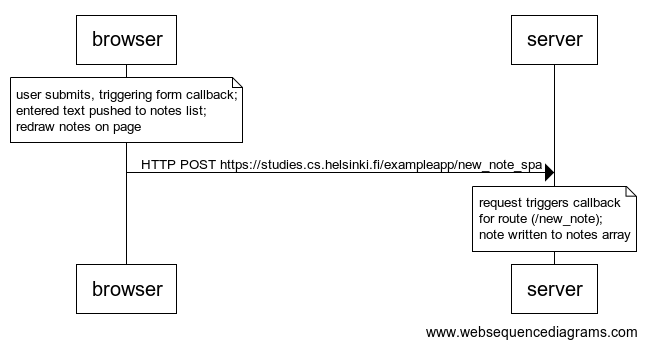 browser
server
user submits, triggering form callback;
entered text pushed to notes list;
redraw notes on page
HTTP POST https://studies.cs.helsinki.fi/exampleapp/new_note_spa
request triggers callback
for route (/new_note);
note written to notes array
browser
server
www.websequencediagrams.com